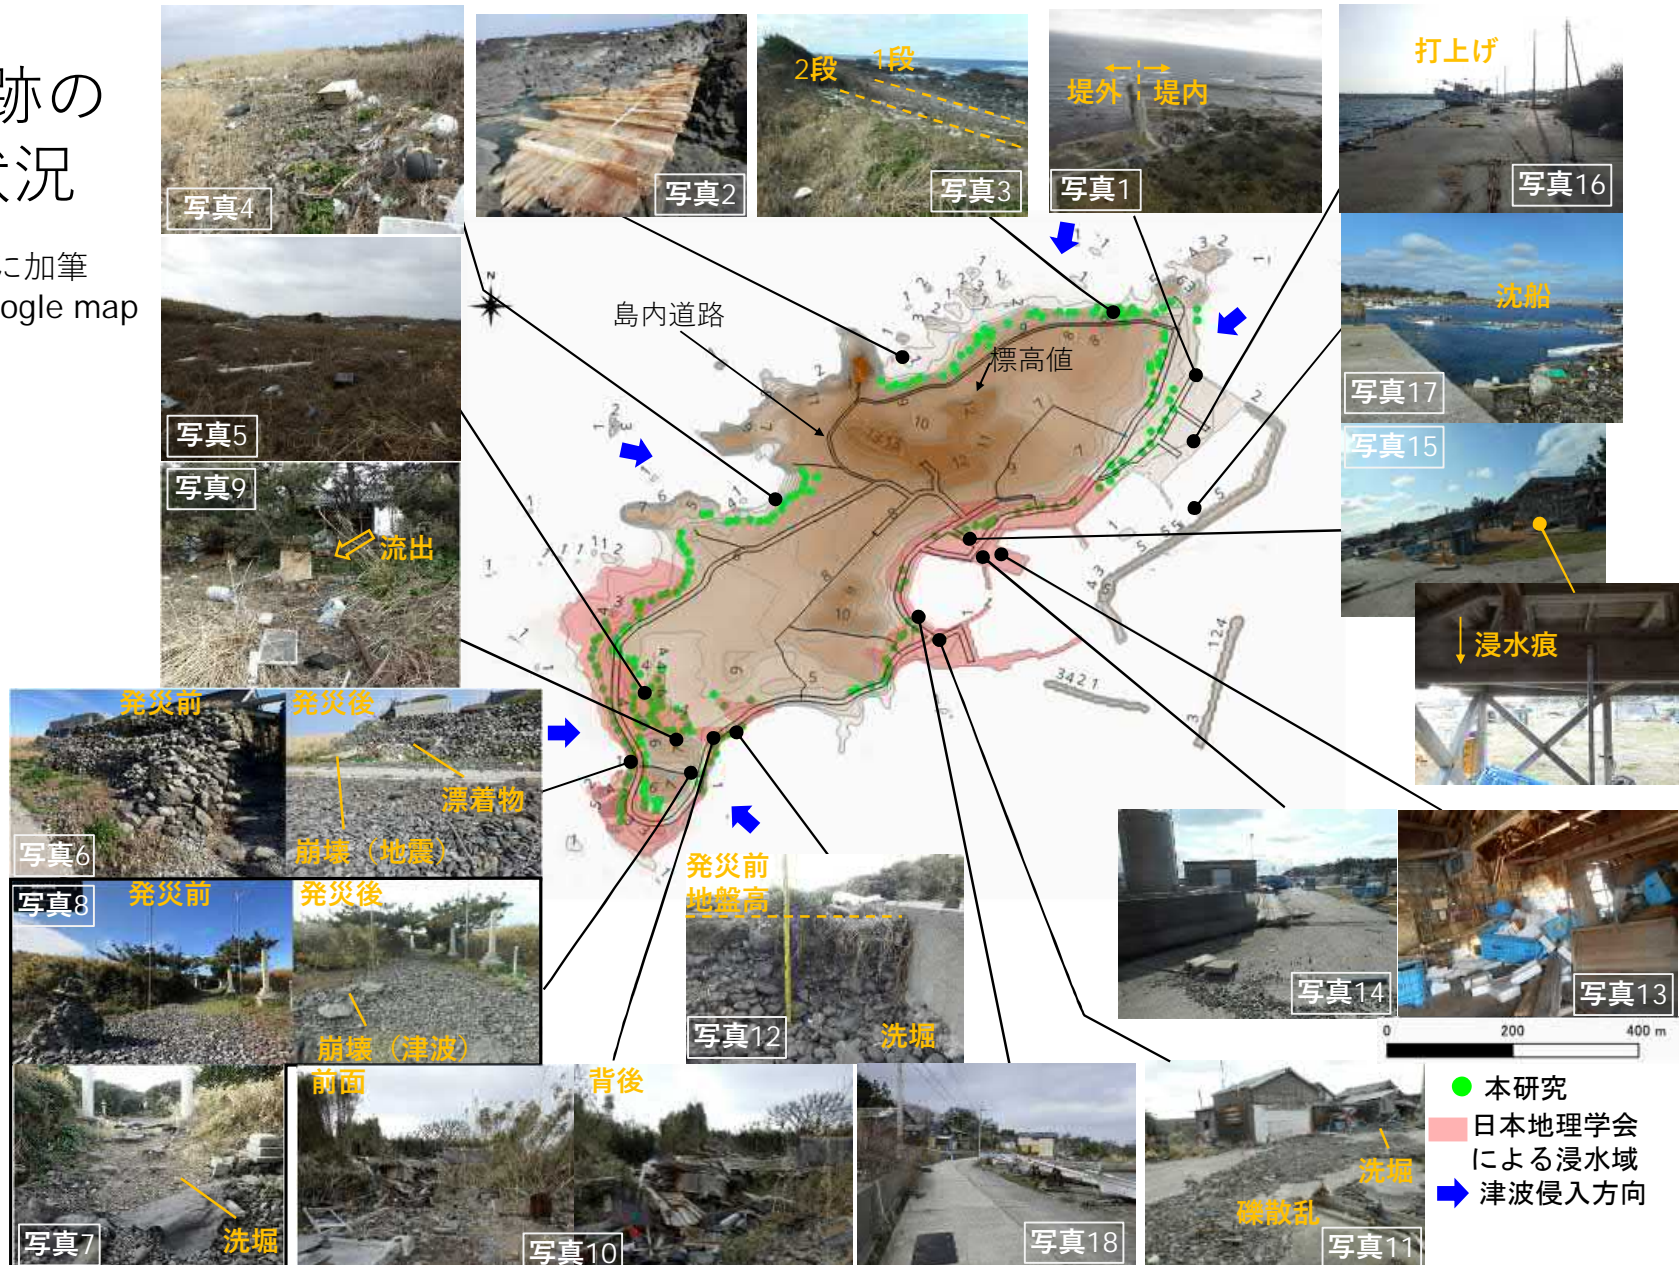 跡の
状況
に加筆
ogle map
写真4
写真2
2段
1段
写真3
堤外
堤内
写真1
打上げ
写真16
写真5
島内道路
標高値
沈船
写真17
写真9
流出
写真15
浸水痕
発災前
発災後
漂着物
崩壊（地震）
写真6
写真8
発災前
発災後
崩壊（津波）
発災前
地盤高
写真12
洗堀
写真14
写真13
0 200 400 m
洗堀
写真7
前面
背後
写真10
写真18
洗堀
礫散乱
写真11
本研究
日本地理学会
による浸水域
津波侵入方向